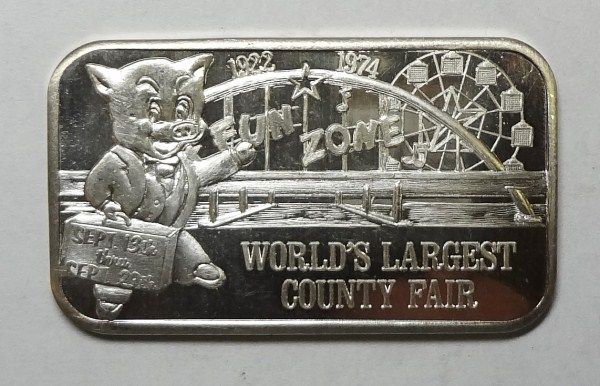 1922 1974
FUN ZONE
SEPT 13th
thru
SEPT 29th
WORLD'S LARGEST
COUNTY FAIR